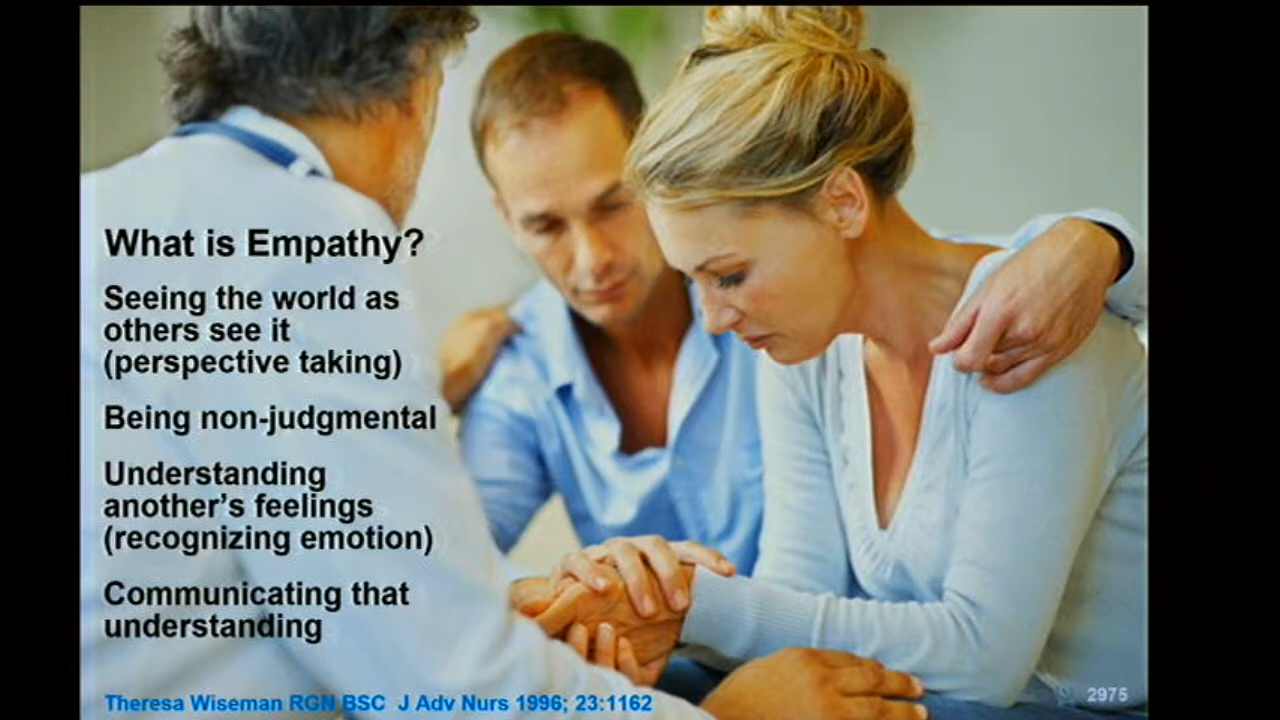 What is Empathy?
Seeing the world as
others see it
(perspective taking)
Being non-judgmental
Understanding
another's feelings
(recognizing emotion)
Communicating that
understanding
Theresa Wiseman RGN BSC J Adv Nurs 1996; 23:1162
2975